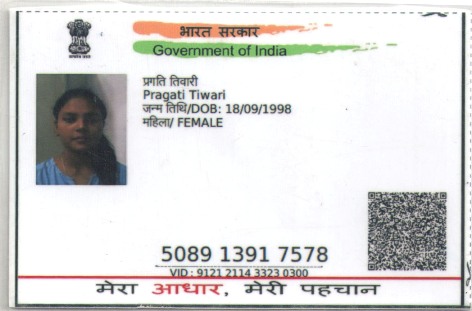 भारत सरकार
Government of India
प्रगति तिवारी
Pragati Tiwari
जन्म तिथि/DOB: 18/09/1998
महिला/ FEMALE
5089 1391 7578
VID : 9121 2114 3323 0300
मेरा आधार, मेरी पहचान